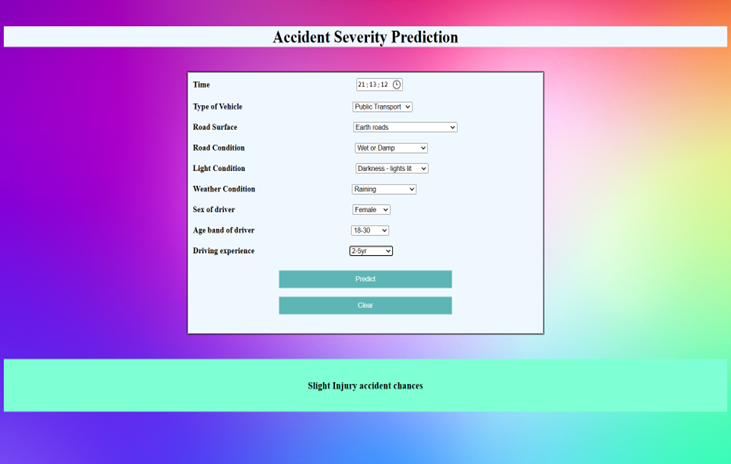 Accident Severity Prediction
Time 21:13:12
Type of Vehicle Public Transport
Road Surface Earth roads
Road Condition Wet or Damp
Light Condition Darkness - lights lit
Weather Condition Raining
Sex of driver Female
Age band of driver 18-30
Driving experience 2-5yr
Predict
Clear
Slight Injury accident chances